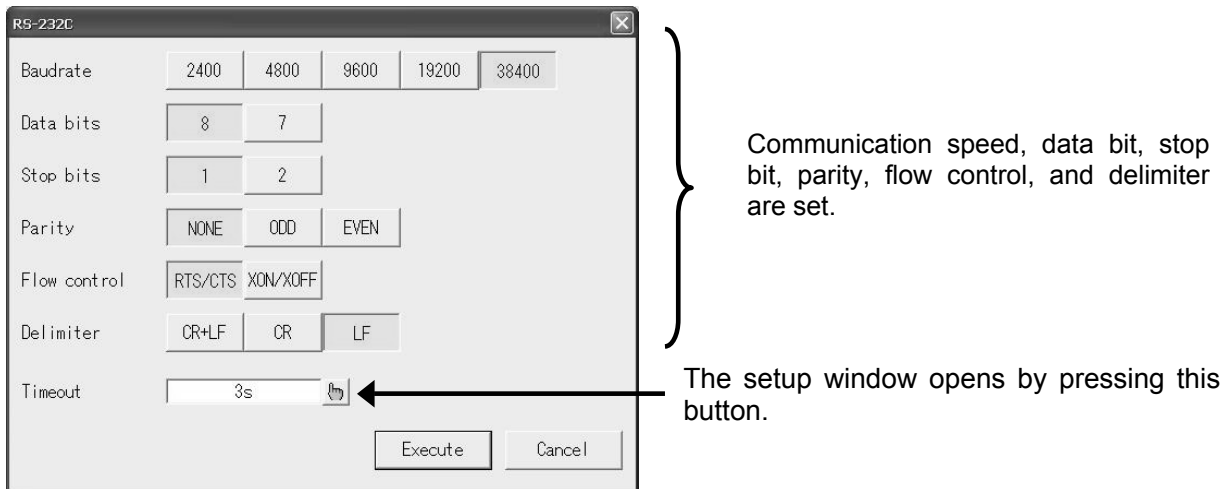 RS-232C
Baudrate 2400 4800 9600 19200 38400
Data bits 8 7
Stop bits 1 2
Parity NONE ODD EVEN
Flow control RTS/CTS XON/XOFF
Delimiter CR+LF CR LF
Timeout 3s
Execute Cancel
Communication speed, data bit, stop
bit, parity, flow control, and delimiter
are set.
The setup window opens by pressing this
button.